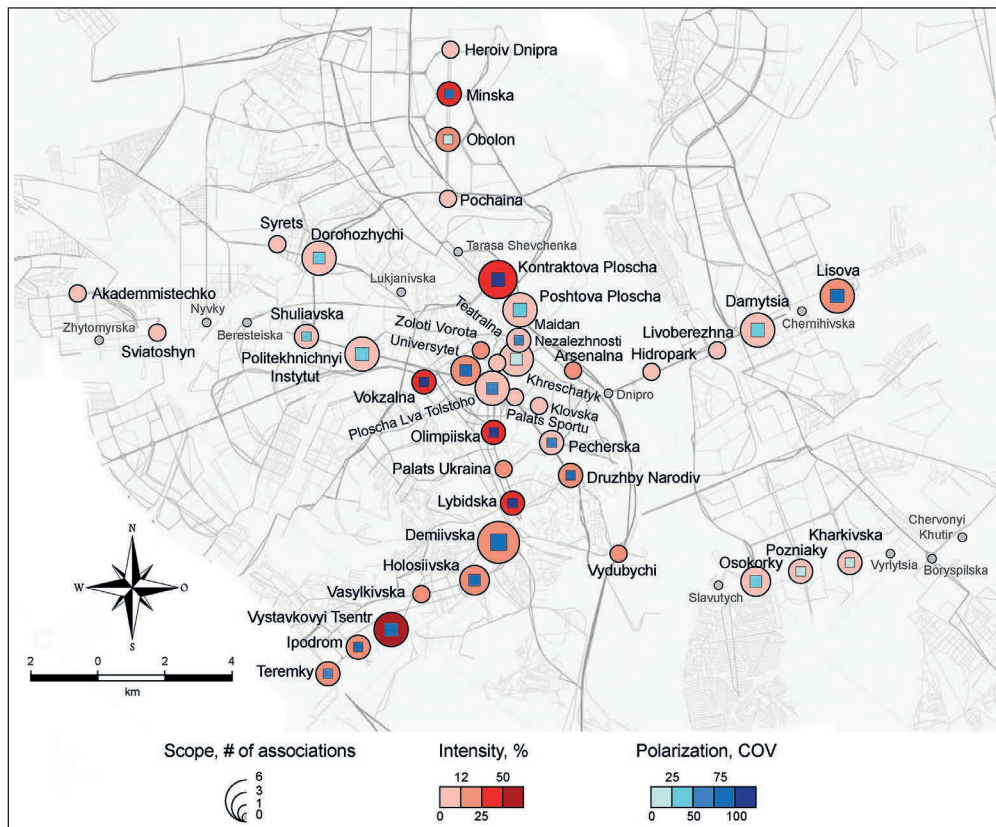 Heroiv Dnipra
Minska
Obolon
Pochaina
Syrets
Dorohozhychi
Tarasa Shevchenka
Kontraktova Ploscha
Lukjanivska
Lisova
Akademmistechko
Nyvky
Poshtova Ploscha
Damytsia
Zhytomyrska
Beresteiska
Shuliavska
Teatralna
Maidan
Nezalezhnosti
Chernihivska
Sviatoshyn
Zoloti Vorota
Livoberezhna
Politekhnichnyi
Instytut
Universytet
Arsenalna
Hidropark
Vokzalna
Khreschatyk
Dnipro
Ploscha Lva Tolstoho
Klovska
Palats Sportu
Olimpiiska
Pecherska
Palats Ukraina
Druzhby Narodiv
Lybidska
Demiivska
Chervonyi
Khutir
Kharkivska
Holosiivska
Vydubychi
Pozniaky
Osokorky
Vyrlytsia
Boryspilska
Vasylkivska
Slavutych
Vystavkovyi Tsentr
Ipodrom
Teremky
N
W O
S
2 0 2 4
km
Scope, # of associations
6
3
1
0
Intensity, %
12 50
0 25
Polarization, COV
25 75
0 50 100